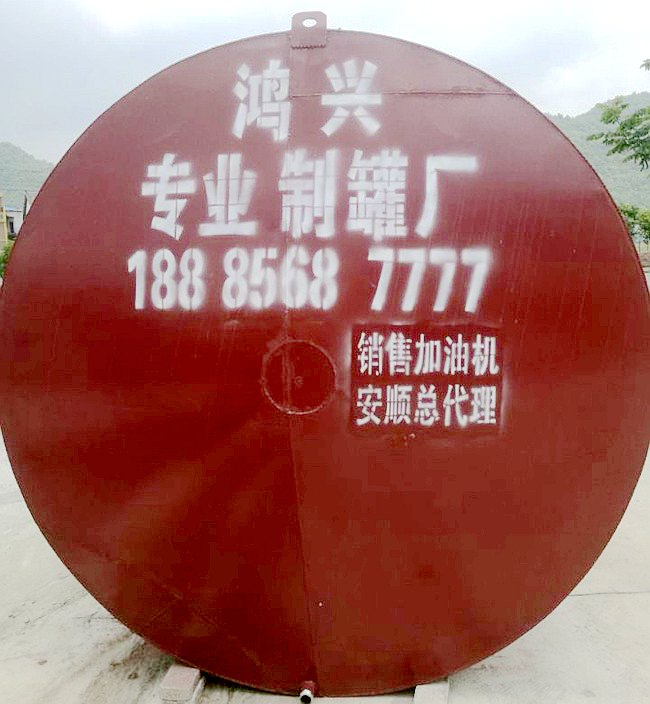 鸿兴
专业制罐厂
188 8568 7777
销售加油机
安顺总代理